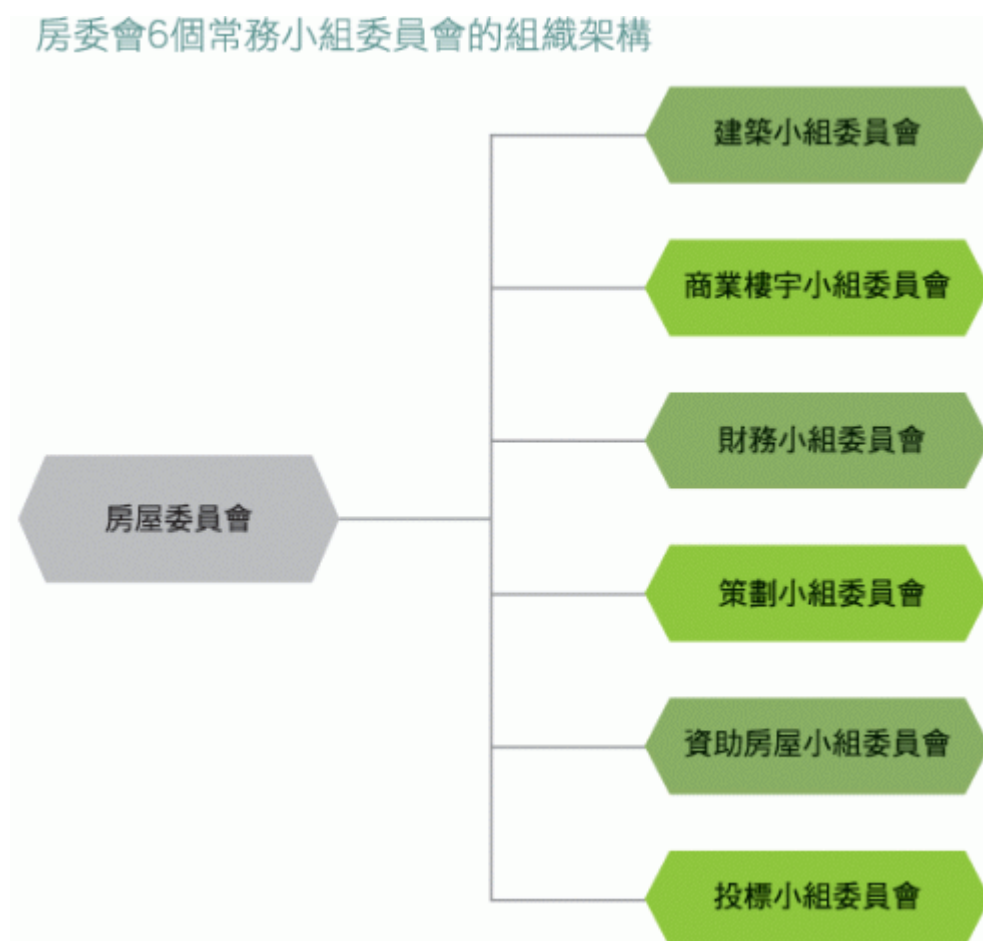 房委會6個常務小組委員會的組織架構
建築小組委員會
商業樓宇小組委員會
財務小組委員會
房屋委員會
策劃小組委員會
資助房屋小組委員會
投標小組委員會